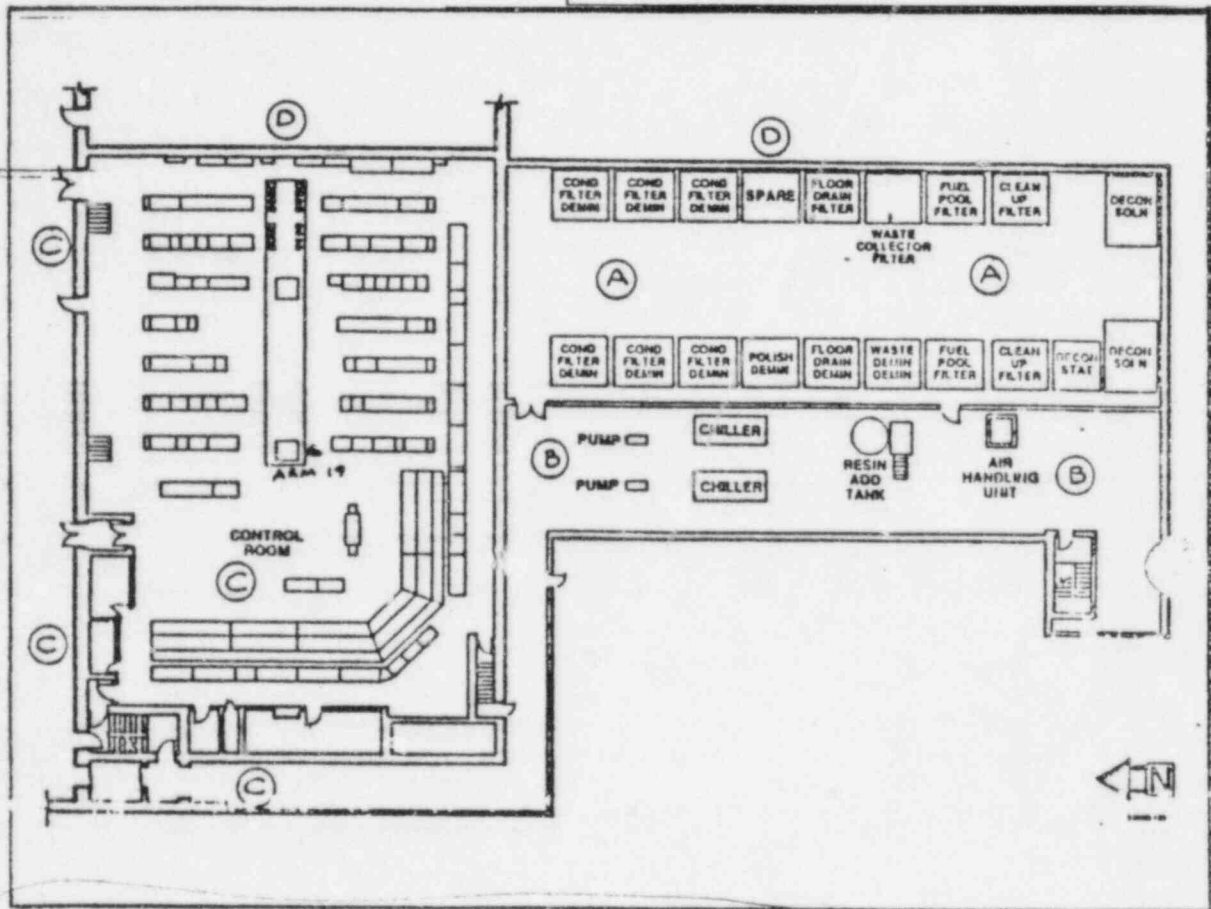 D
D
COND
FILTER
DEMIN
COND
FILTER
DEMIN
COND
FILTER
DEMIN
SPARE
FLOOR
DRAIN
FILTER
WASTE
COLLECTOR
FILTER
FUEL
POOL
FILTER
CLEAN
UP
FILTER
DECON
SOLN
C
A
A
COND
FILTER
DEMIN
COND
FILTER
DEMIN
COND
FILTER
DEMIN
POLISH
DEMIN
FLOOR
DRAIN
DEMIN
WASTE
DEMIN
DEMIN
FUEL
POOL
FILTER
CLEAN
UP
FILTER
DECON
STAT
DECON
SOLN
ARM 19
B
PUMP
PUMP
CHILLER
CHILLER
RESIN
ADD
TANK
AIR
HANDLING
UNIT
B
CONTROL
ROOM
C
C
C
N